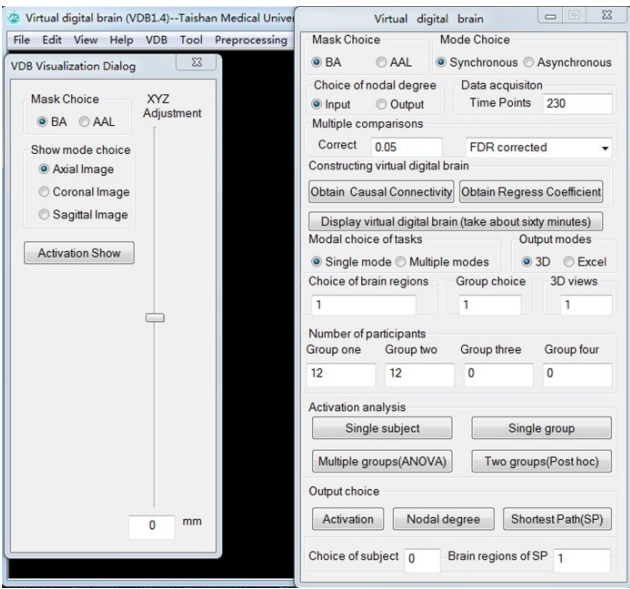 Virtual digital brain (VDB1.4)--Taishan Medical Univer
File Edit View Help VDB Tool Preprocessing
VDB Visualization Dialog
Mask Choice
BA AAL
XYZ
Adjustment
Show mode choice
Axial Image
Coronal Image
Sagittal Image
Activation Show
0 mm
Virtual digital brain
Mask Choice Mode Choice
BA AAL Synchronous Asynchronous
Choice of nodal degree Data acquisiton
Input Output Time Points 230
Multiple comparisons
Correct 0.05 FDR corrected
Constructing virtual digital brain
Obtain Causal Connectivity Obtain Regress Coefficient
Display virtual digital brain (take about sixty minutes)
Modal choice of tasks Output modes
Single mode Multiple modes 3D Excel
Choice of brain regions Group choice 3D views
1 1 1
Number of participants
Group one Group two Group three Group four
12 12 0 0
Activation analysis
Single subject Single group
Multiple groups(ANOVA) Two groups(Post hoc)
Output choice
Activation Nodal degree Shortest Path(SP)
Choice of subject 0 Brain regions of SP 1